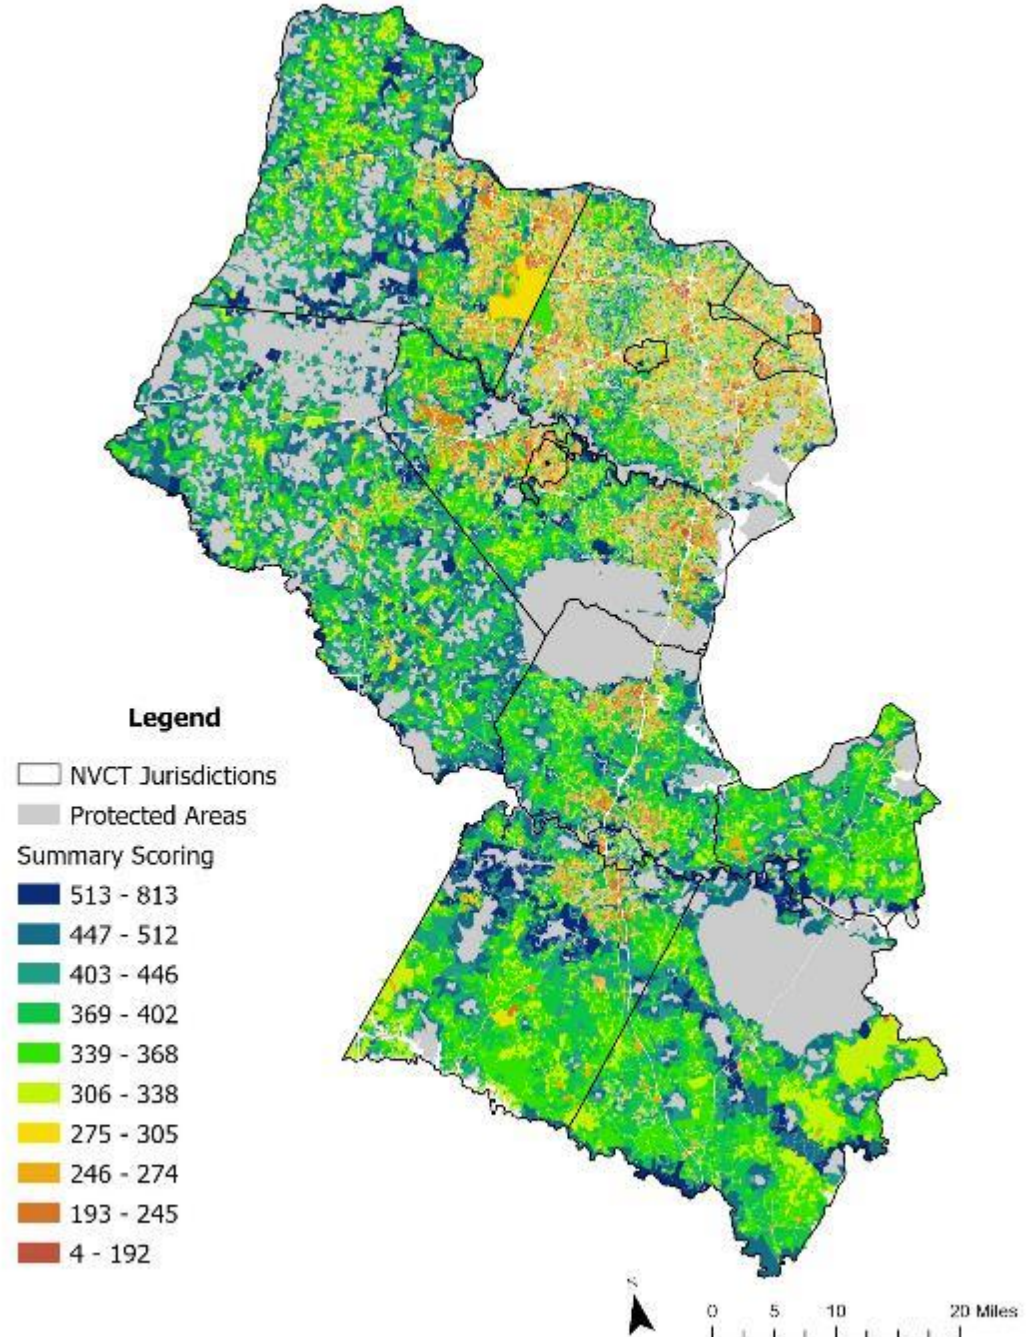 Legend
NVCT Jurisdictions
Protected Areas
Summary Scoring
513 - 813
447 - 512
403 - 446
369 - 402
339 - 368
306 - 338
275 - 305
246 - 274
193 - 245
4 - 192
0 5 10 20 Miles